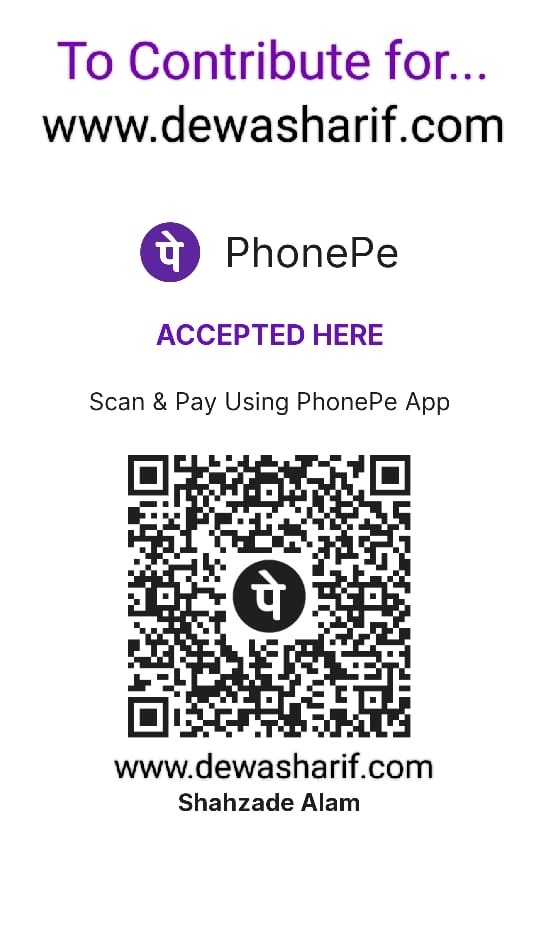 To Contribute for...
www.dewasharif.com
पे PhonePe
ACCEPTED HERE
Scan & Pay Using PhonePe App
पे
www.dewasharif.com
Shahzade Alam